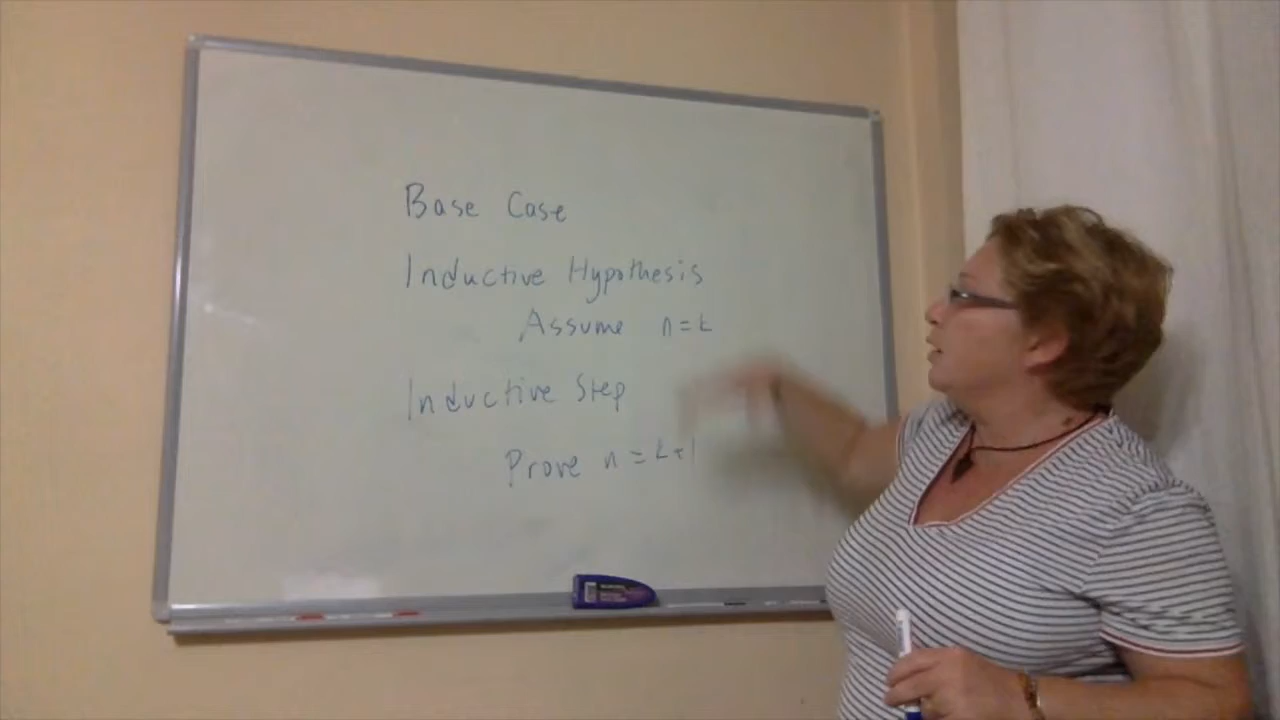 Base Case
Inductive Hypothesis
Assume n = k
Inductive Step
Prove n = k+1